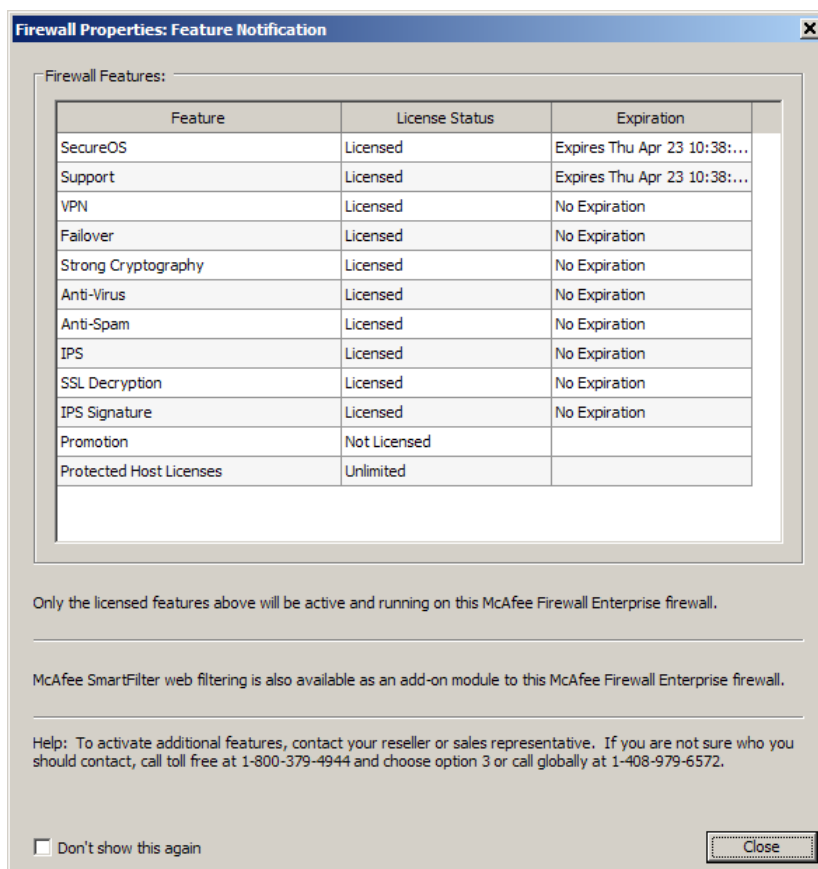 Firewall Properties: Feature Notification
Firewall Features:
Feature License Status Expiration
SecureOS Licensed Expires Thu Apr 23 10:38:...
Support Licensed Expires Thu Apr 23 10:38:...
VPN Licensed No Expiration
Failover Licensed No Expiration
Strong Cryptography Licensed No Expiration
Anti-Virus Licensed No Expiration
Anti-Spam Licensed No Expiration
IPS Licensed No Expiration
SSL Decryption Licensed No Expiration
IPS Signature Licensed No Expiration
Promotion Not Licensed
Protected Host Licenses Unlimited
Only the licensed features above will be active and running on this McAfee Firewall Enterprise firewall.
McAfee SmartFilter web filtering is also available as an add-on module to this McAfee Firewall Enterprise firewall.
Help: To activate additional features, contact your reseller or sales representative. If you are not sure who you
should contact, call toll free at 1-800-379-4944 and choose option 3 or call globally at 1-408-979-6572.
Don't show this again
Close